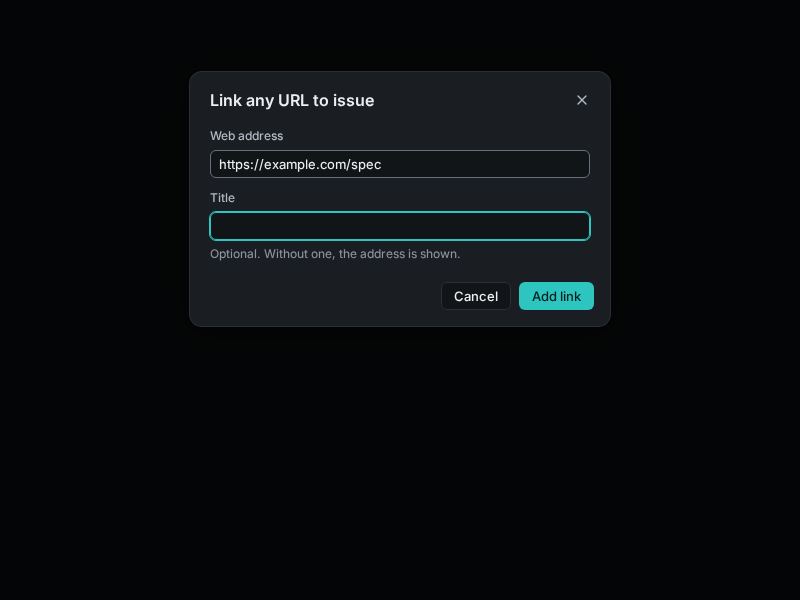 Link any URL to issue
Web address
https://example.com/spec
Title
Optional. Without one, the address is shown.
Cancel
Add link